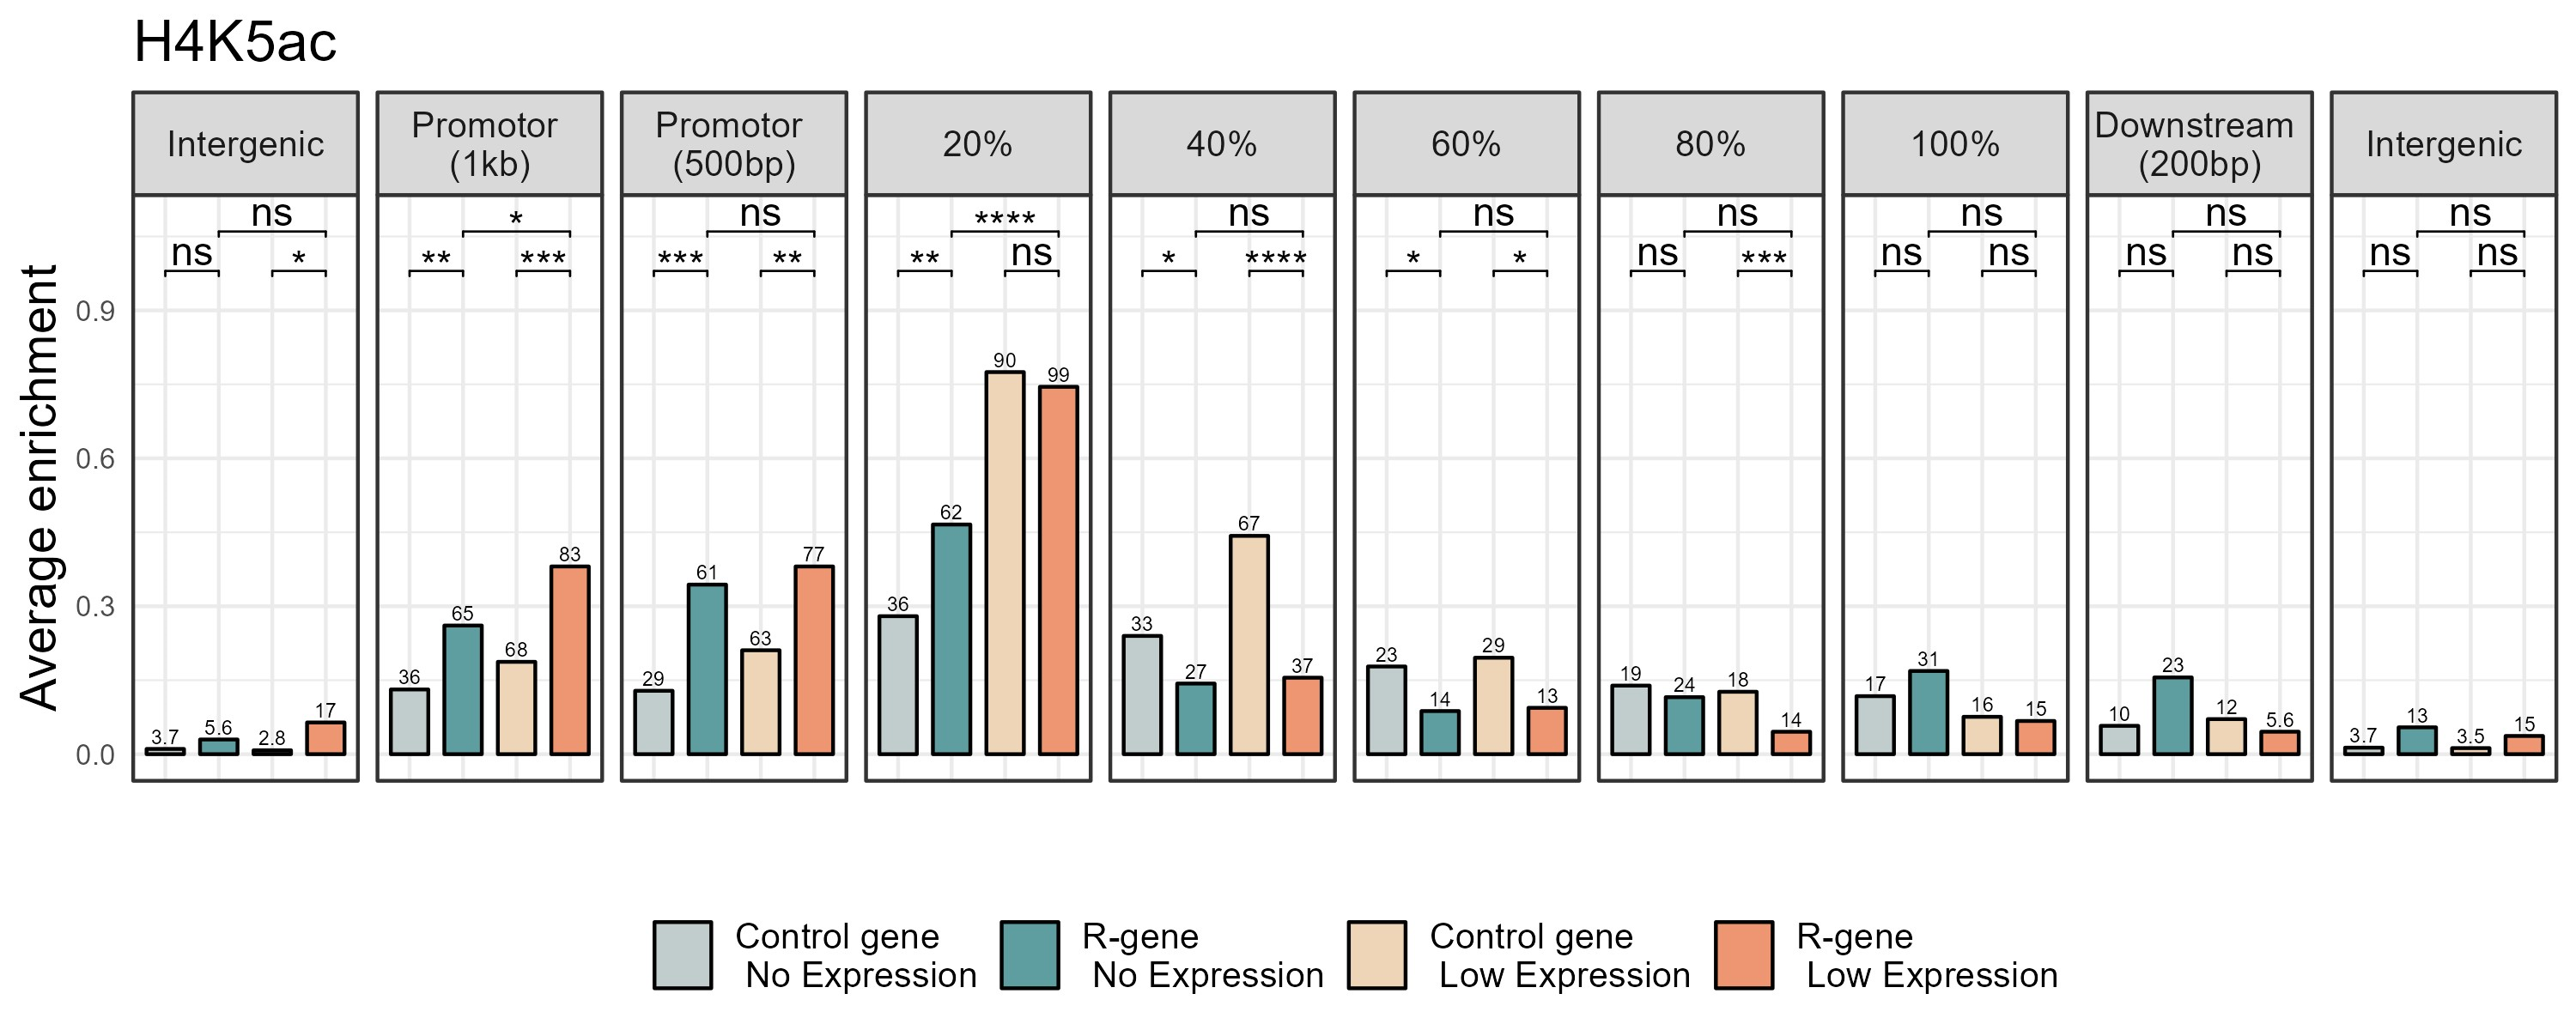 H4K5ac
Intergenic
Promotor
(1kb)
Promotor
(500bp)
20%
40%
60%
80%
100%
Downstream
(200bp)
Intergenic
Average enrichment
0.9
0.6
0.3
0.0
ns
ns
*
3.7
5.6
2.8
17
*
**
***
36
65
68
83
ns
***
**
29
61
63
77
****
**
ns
36
62
90
99
ns
*
****
33
27
67
37
ns
*
*
23
14
29
13
ns
ns
***
19
24
18
14
ns
ns
ns
17
31
16
15
ns
ns
ns
10
23
12
5.6
ns
ns
ns
3.7
13
3.5
15
Control gene
No Expression
R-gene
No Expression
Control gene
Low Expression
R-gene
Low Expression